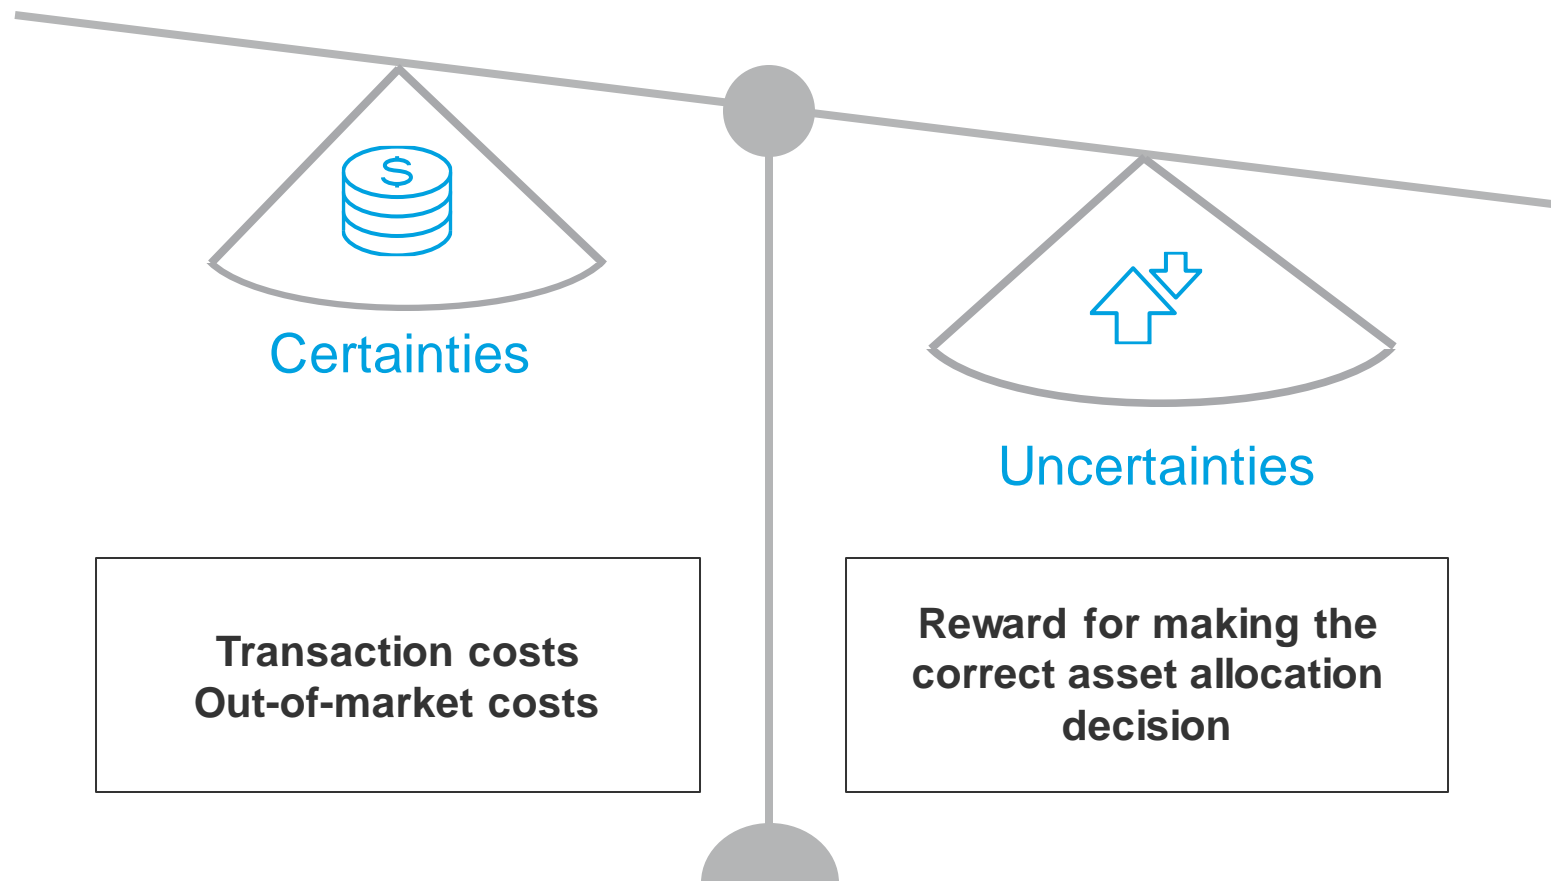 $
Certainties
Uncertainties
Transaction costs
Out-of-market costs
Reward for making the
correct asset allocation
decision